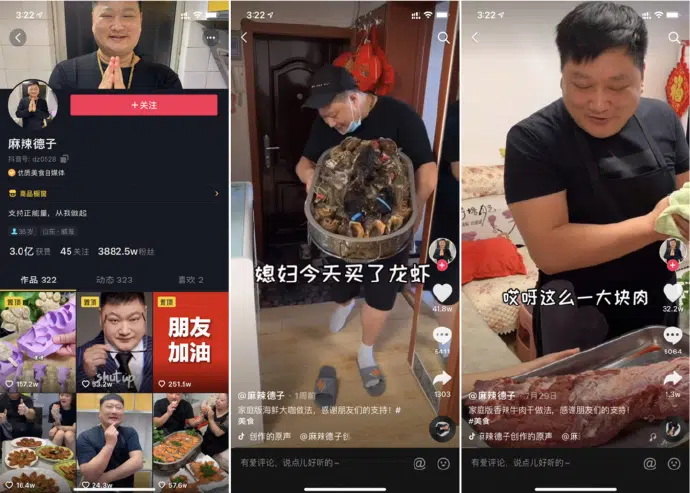 3:22
+关注
麻辣德子
抖音号: dz0528
优质美食自媒体
商品橱窗
支持正能量，从我做起
38岁
山东·威海
3.0亿 获赞 45 关注 3882.5w 粉丝
作品 322 动态 323 喜欢 2
置顶
置顶
置顶
shut up
朋友
加油
157.2w
251.5w
16.4w
24.3w
57.6w
3:22
媳妇今天买了龙虾
41.8w
5411
1303
@麻辣德子 · 1周前
家庭版海鲜大咖做法，感谢朋友们的支持！#
美食
创作的原声 @麻辣德子创
有爱评论，说点儿好听的~
3:22
哎呀这么一大块肉
32.2w
1.3w
@麻辣德子 · 7月29日
家庭版香辣牛肉干做法，感谢朋友们的支持！
#美食
麻辣德子创作的原声 @麻
有爱评论，说点儿好听的~